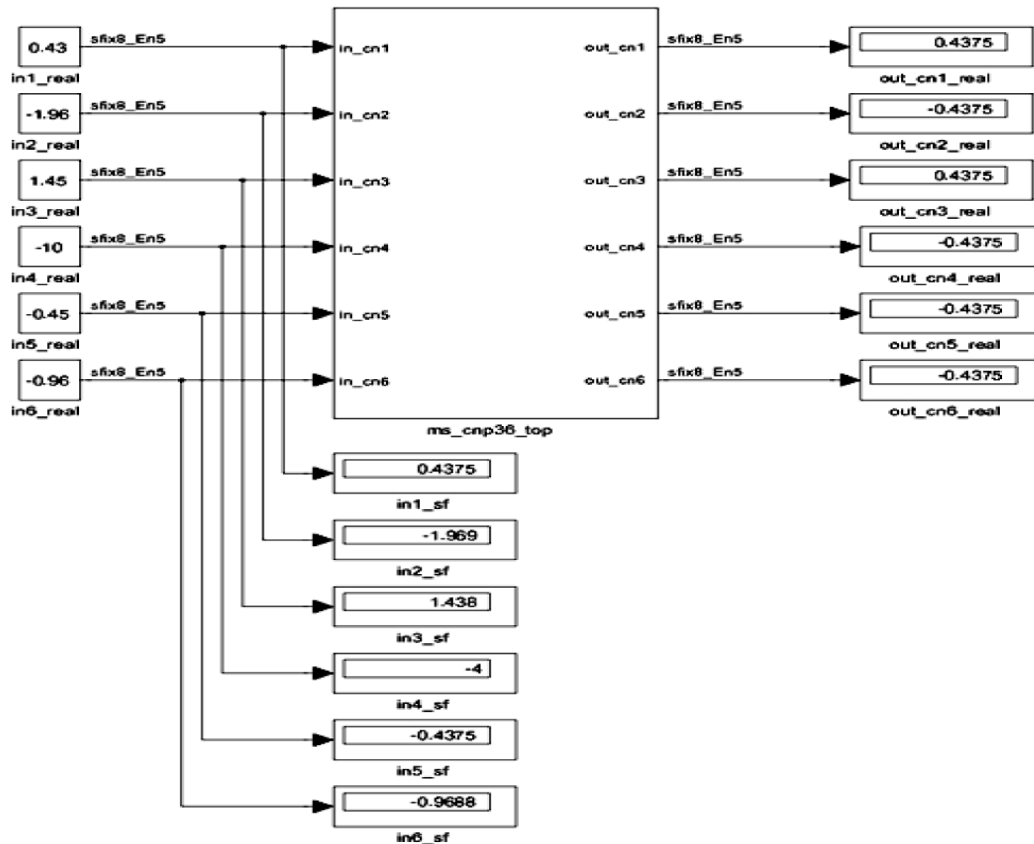 0.43 sfix8_En5 in_cn1 out_cn1 sfix8_En5 0.4375
in1_real out_cn1_real
-1.96 sfix8_En5 in_cn2 out_cn2 sfix8_En5 -0.4375
in2_real out_cn2_real
1.45 sfix8_En5 in_cn3 out_cn3 sfix8_En5 0.4375
in3_real out_cn3_real
-10 sfix8_En5 in_cn4 out_cn4 sfix8_En5 -0.4375
in4_real out_cn4_real
-0.45 sfix8_En5 in_cn5 out_cn5 sfix8_En5 -0.4375
in5_real out_cn5_real
-0.96 sfix8_En5 in_cn6 out_cn6 sfix8_En5 -0.4375
in6_real out_cn6_real
ms_cnp36_top
0.4375
in1_sf
-1.969
in2_sf
1.438
in3_sf
-4
in4_sf
-0.4375
in5_sf
-0.9688
in6_sf